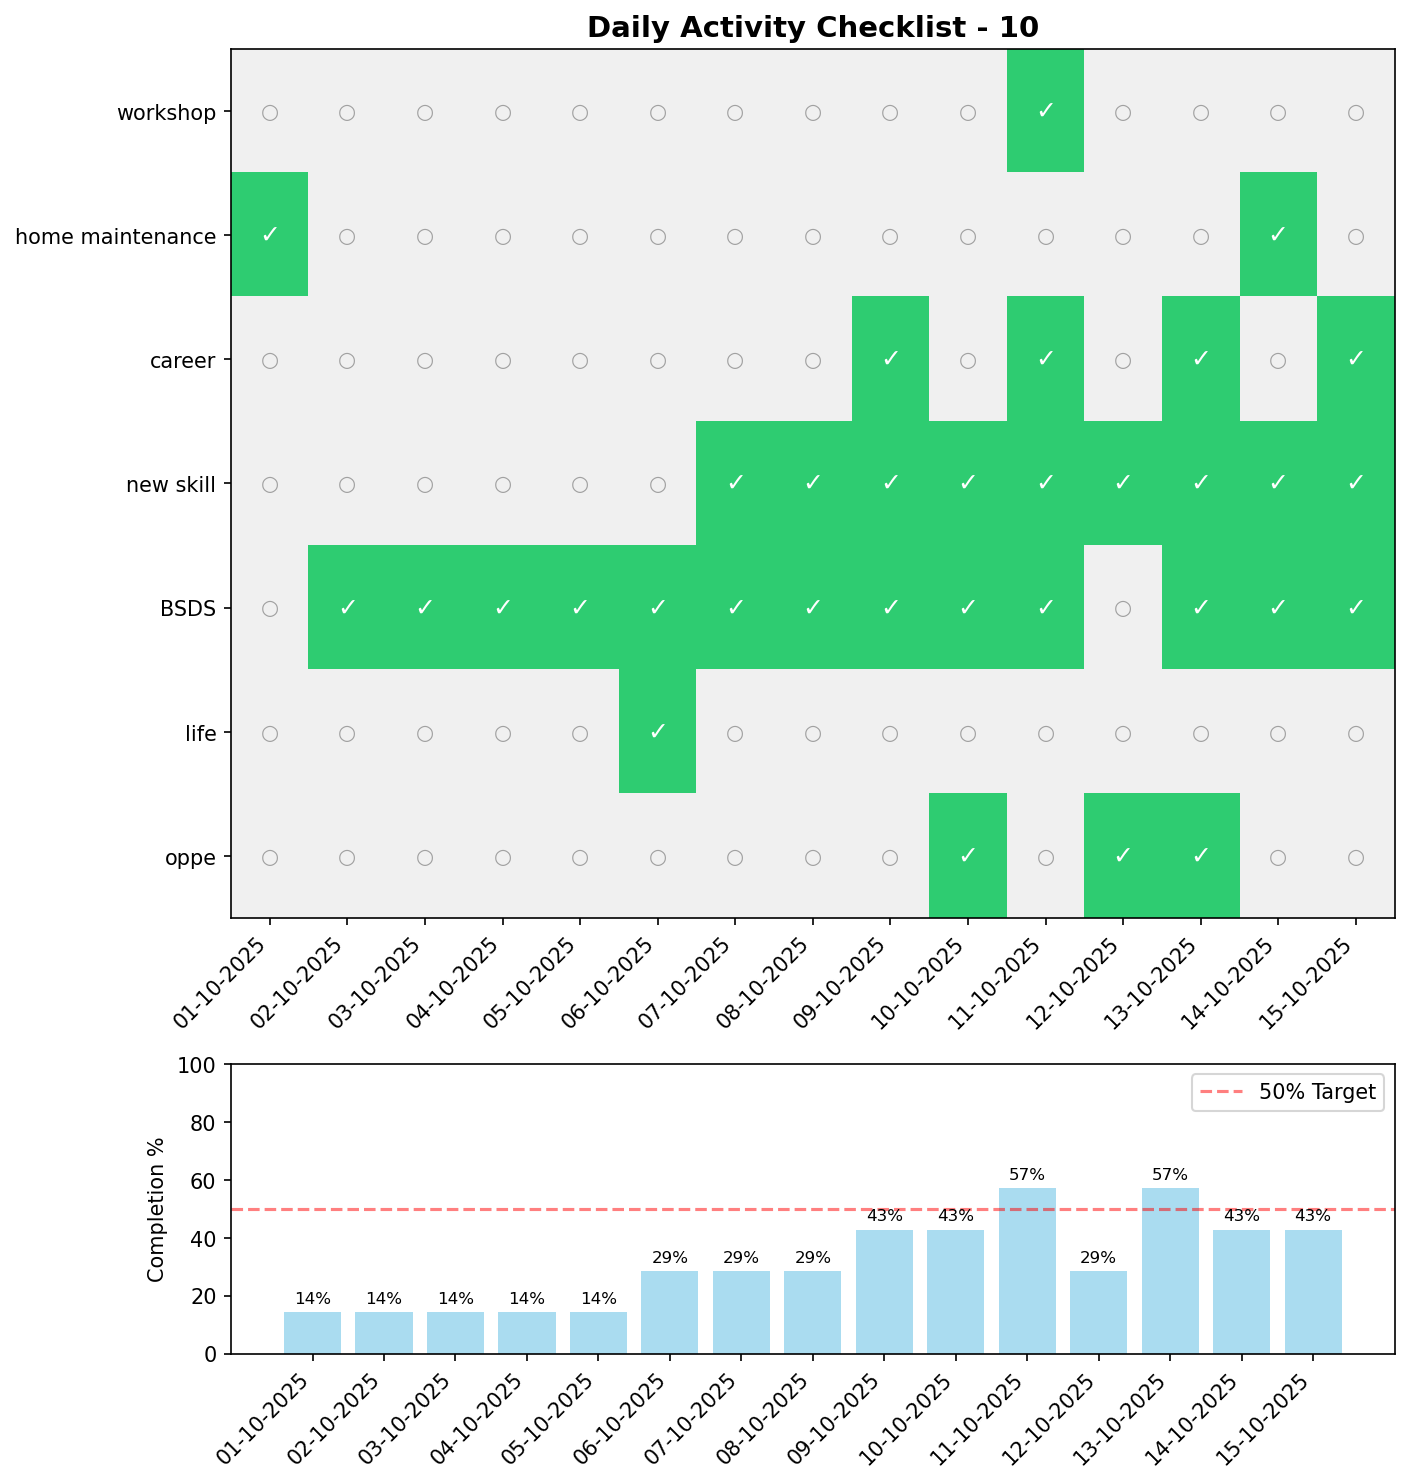 Daily Activity Checklist - 10
workshop ○ ○ ○ ○ ○ ○ ○ ○ ○ ○ ✓ ○ ○ ○ ○
home maintenance ✓ ○ ○ ○ ○ ○ ○ ○ ○ ○ ○ ○ ○ ✓ ○
career ○ ○ ○ ○ ○ ○ ○ ○ ✓ ○ ✓ ○ ✓ ○ ✓
new skill ○ ○ ○ ○ ○ ○ ✓ ✓ ✓ ✓ ✓ ✓ ✓ ✓ ✓
BSDS ○ ✓ ✓ ✓ ✓ ✓ ✓ ✓ ✓ ✓ ✓ ○ ✓ ✓ ✓
life ○ ○ ○ ○ ○ ✓ ○ ○ ○ ○ ○ ○ ○ ○ ○
oppe ○ ○ ○ ○ ○ ○ ○ ○ ○ ✓ ○ ✓ ✓ ○ ○
01-10-2025 02-10-2025 03-10-2025 04-10-2025 05-10-2025 06-10-2025 07-10-2025 08-10-2025 09-10-2025 10-10-2025 11-10-2025 12-10-2025 13-10-2025 14-10-2025 15-10-2025
Completion %
100
80
60
40
20
0
50% Target
14% 14% 14% 14% 14% 29% 29% 29% 43% 43% 57% 29% 57% 43% 43%
01-10-2025 02-10-2025 03-10-2025 04-10-2025 05-10-2025 06-10-2025 07-10-2025 08-10-2025 09-10-2025 10-10-2025 11-10-2025 12-10-2025 13-10-2025 14-10-2025 15-10-2025